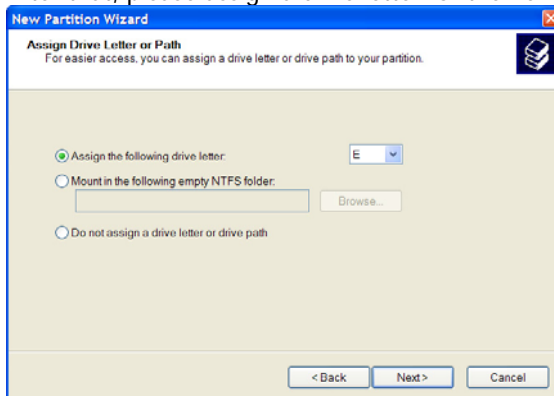 New Partition Wizard
Assign Drive Letter or Path
For easier access, you can assign a drive letter or drive path to your partition.
Assign the following drive letter:
E
Mount in the following empty NTFS folder:
Browse...
Do not assign a drive letter or drive path
< Back
Next >
Cancel